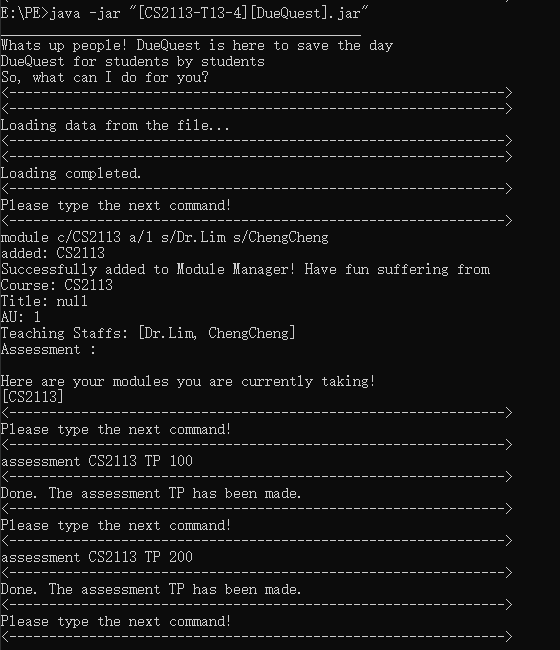 E:\PE>java -jar "[CS2113-T13-4][DueQuest].jar"
____________________________________________
Whats up people! DueQuest is here to save the day
DueQuest for students by students
So, what can I do for you?
<-------------------------------------------------------------->
<-------------------------------------------------------------->
Loading data from the file...
<-------------------------------------------------------------->
<-------------------------------------------------------------->
Loading completed.
<-------------------------------------------------------------->
Please type the next command!
<-------------------------------------------------------------->
module c/CS2113 a/1 s/Dr.Lim s/ChengCheng
added: CS2113
Successfully added to Module Manager! Have fun suffering from
Course: CS2113
Title: null
AU: 1
Teaching Staffs: [Dr.Lim, ChengCheng]
Assessment :
Here are your modules you are currently taking!
[CS2113]
<-------------------------------------------------------------->
Please type the next command!
<-------------------------------------------------------------->
assessment CS2113 TP 100
<-------------------------------------------------------------->
Done. The assessment TP has been made.
<-------------------------------------------------------------->
Please type the next command!
<-------------------------------------------------------------->
assessment CS2113 TP 200
<-------------------------------------------------------------->
Done. The assessment TP has been made.
<-------------------------------------------------------------->
Please type the next command!
<-------------------------------------------------------------->